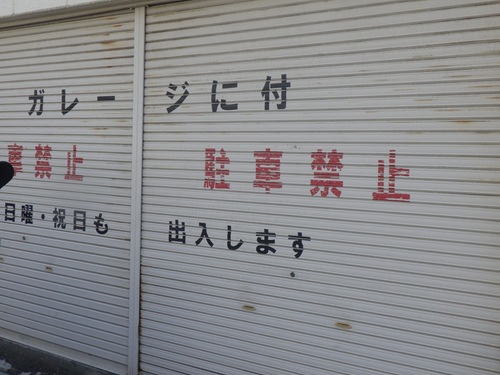 ガレージに付
車禁止 駐車禁止
日曜・祝日も出入します